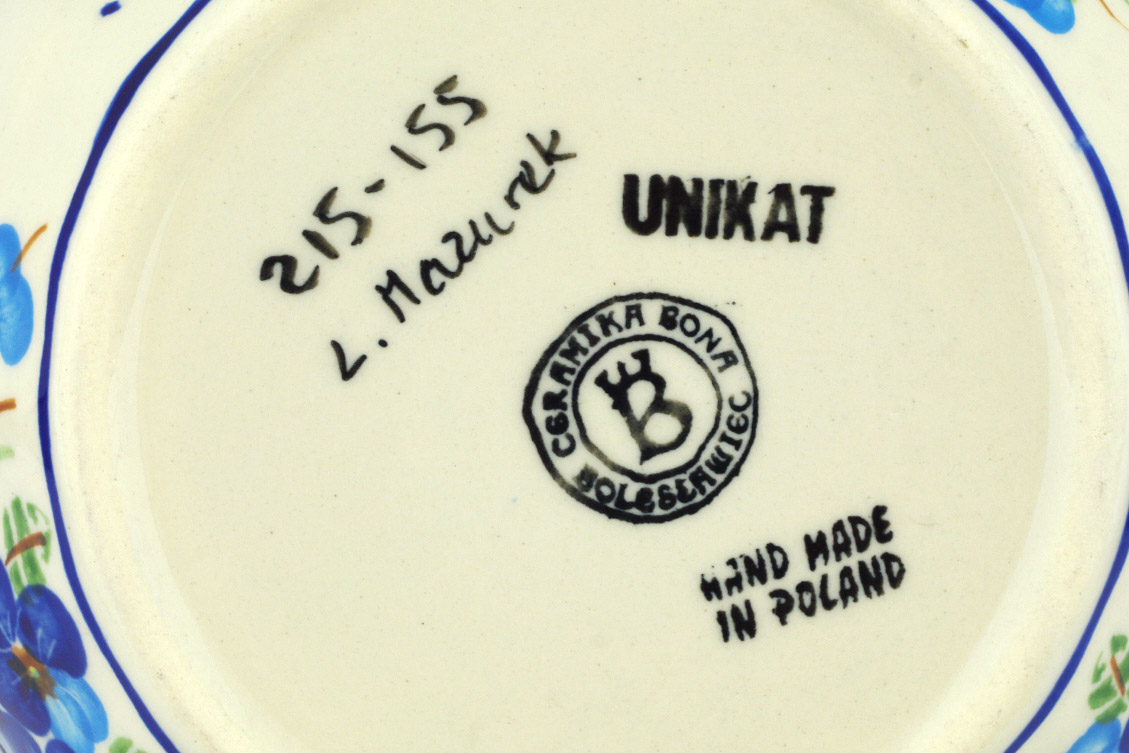 215-155
L. Mazurek
UNIKAT
CERAMIKA BONA
BOLESŁAWIEC
B
HAND MADE
IN POLAND